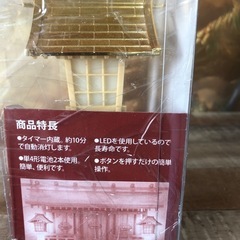 商品特長
●タイマー内蔵。約10分
で自動消灯します。
●単4形電池2本使用。
簡単、便利です。
●LEDを使用しているので
長寿命です。
●ボタンを押すだけの簡単
操作。